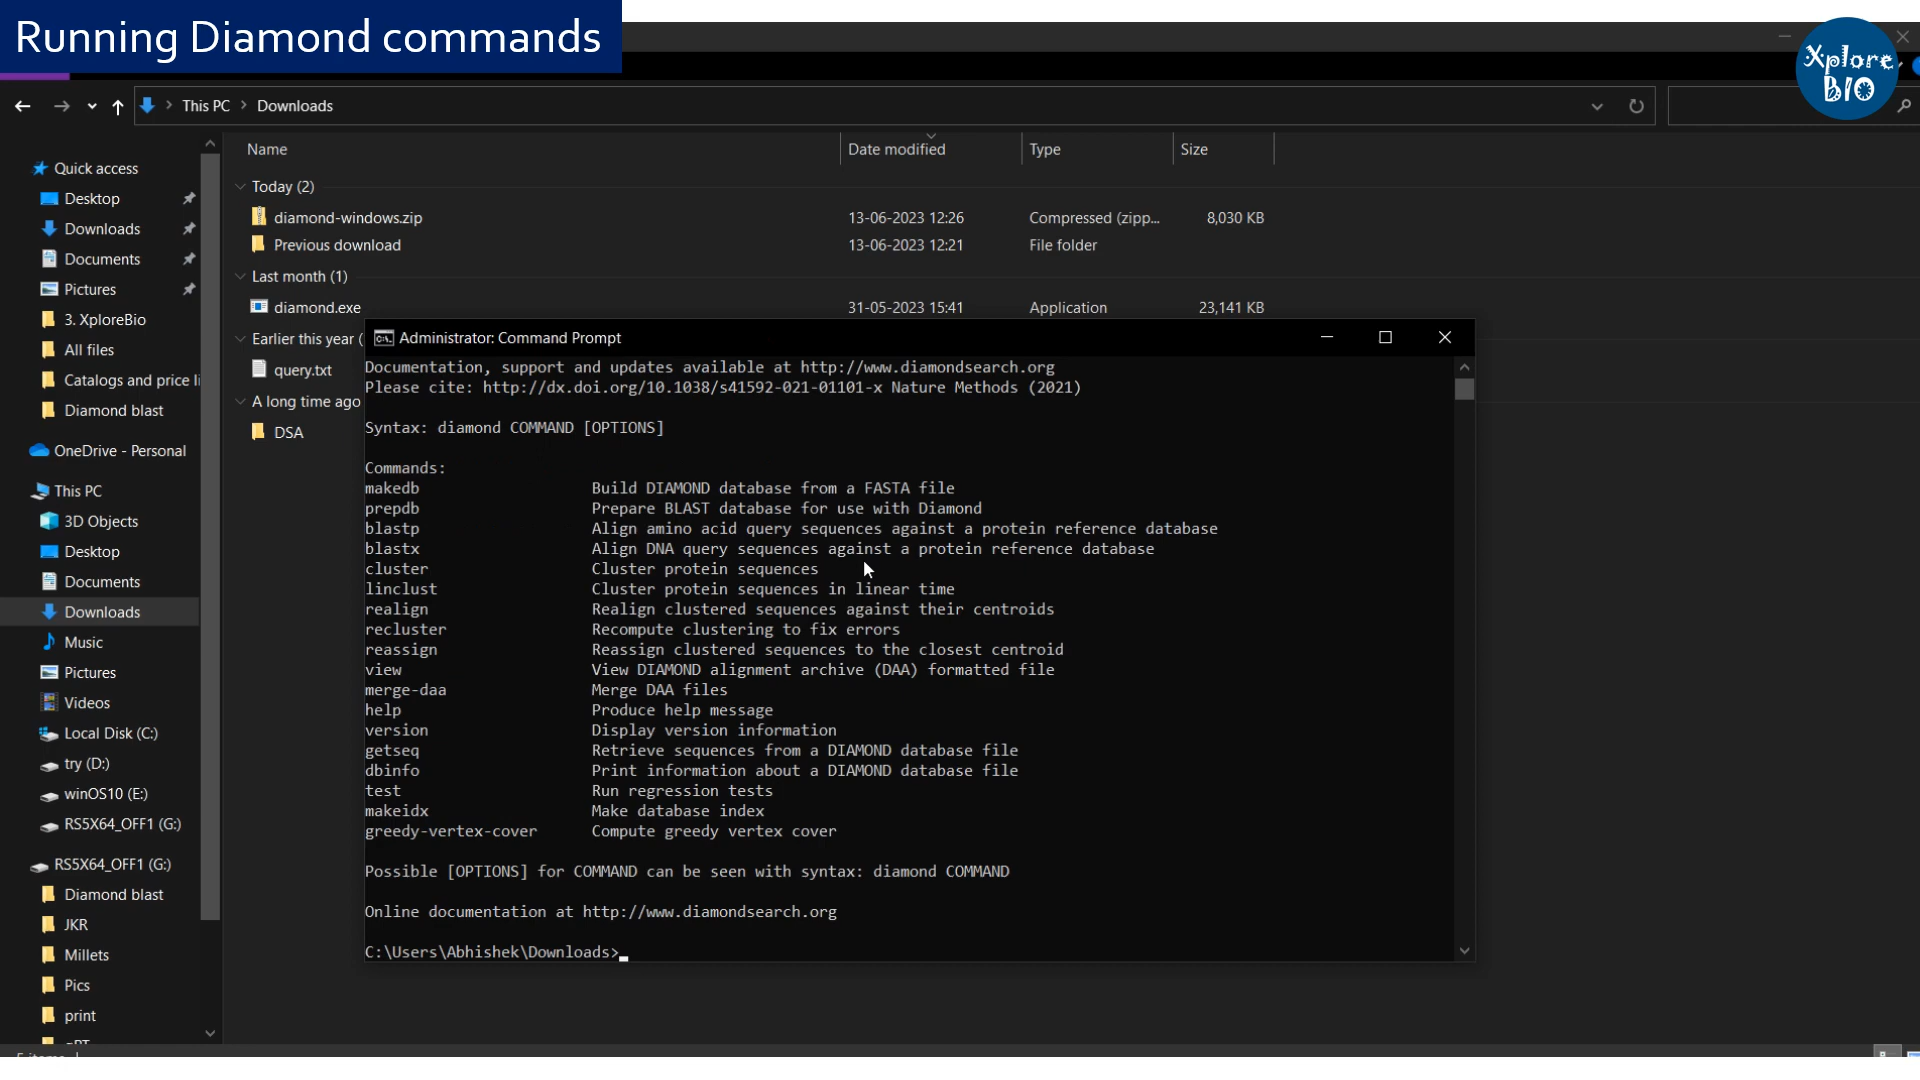 Running Diamond commands
Xplore
BIO
This PC > Downloads
Name Date modified Type Size
Quick access
Desktop
Downloads
Documents
Pictures
3. XploreBio
All files
Catalogs and price li
Diamond blast
OneDrive - Personal
This PC
3D Objects
Desktop
Documents
Downloads
Music
Pictures
Videos
Local Disk (C:)
try (D:)
winOS10 (E:)
RS5X64_OFF1 (G:)
RS5X64_OFF1 (G:)
Diamond blast
JKR
Millets
Pics
print
Today (2)
diamond-windows.zip 13-06-2023 12:26 Compressed (zipp... 8,030 KB
Previous download 13-06-2023 12:21 File folder
Last month (1)
diamond.exe 31-05-2023 15:41 Application 23,141 KB
Earlier this year (
query.txt
A long time ago
DSA
Administrator: Command Prompt
Documentation, support and updates available at http://www.diamondsearch.org
Please cite: http://dx.doi.org/10.1038/s41592-021-01101-x Nature Methods (2021)
Syntax: diamond COMMAND [OPTIONS]
Commands:
makedb Build DIAMOND database from a FASTA file
prepdb Prepare BLAST database for use with Diamond
blastp Align amino acid query sequences against a protein reference database
blastx Align DNA query sequences against a protein reference database
cluster Cluster protein sequences
linclust Cluster protein sequences in linear time
realign Realign clustered sequences against their centroids
recluster Recompute clustering to fix errors
reassign Reassign clustered sequences to the closest centroid
view View DIAMOND alignment archive (DAA) formatted file
merge-daa Merge DAA files
help Produce help message
version Display version information
getseq Retrieve sequences from a DIAMOND database file
dbinfo Print information about a DIAMOND database file
test Run regression tests
makeidx Make database index
greedy-vertex-cover Compute greedy vertex cover
Possible [OPTIONS] for COMMAND can be seen with syntax: diamond COMMAND
Online documentation at http://www.diamondsearch.org
C:\Users\Abhishek\Downloads>